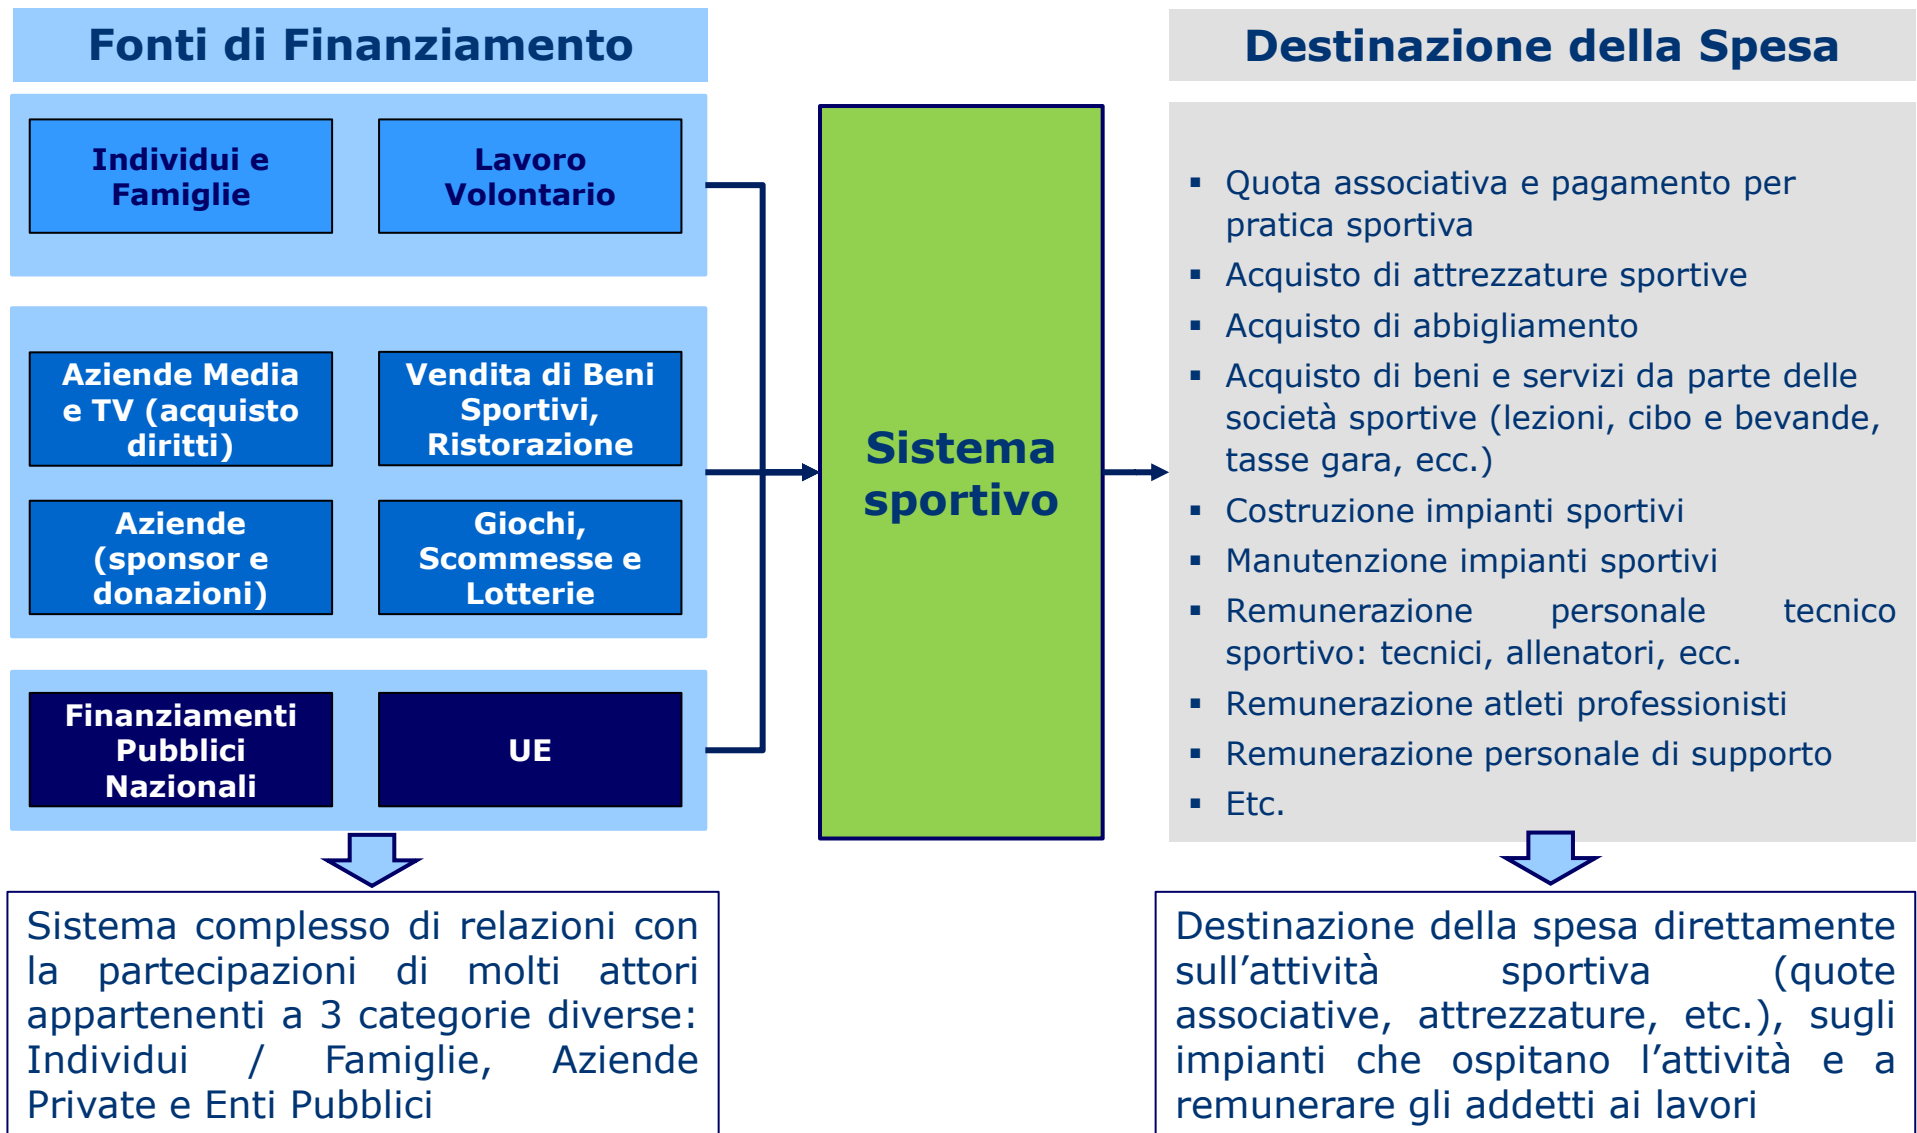 Fonti di Finanziamento
Individui e
Famiglie
Lavoro
Volontario
Aziende Media
e TV (acquisto
diritti)
Vendita di Beni
Sportivi,
Ristorazione
Aziende
(sponsor e
donazioni)
Giochi,
Scommesse e
Lotterie
Finanziamenti
Pubblici
Nazionali
UE
Sistema complesso di relazioni con
la partecipazioni di molti attori
appartenenti a 3 categorie diverse:
Individui / Famiglie, Aziende
Private e Enti Pubblici
Sistema
sportivo
Destinazione della Spesa
▪ Quota associativa e pagamento per
pratica sportiva
▪ Acquisto di attrezzature sportive
▪ Acquisto di abbigliamento
▪ Acquisto di beni e servizi da parte delle
società sportive (lezioni, cibo e bevande,
tasse gara, ecc.)
▪ Costruzione impianti sportivi
▪ Manutenzione impianti sportivi
▪ Remunerazione personale tecnico
sportivo: tecnici, allenatori, ecc.
▪ Remunerazione atleti professionisti
▪ Remunerazione personale di supporto
▪ Etc.
Destinazione della spesa direttamente
sull’attività sportiva (quote
associative, attrezzature, etc.), sugli
impianti che ospitano l’attività e a
remunerare gli addetti ai lavori